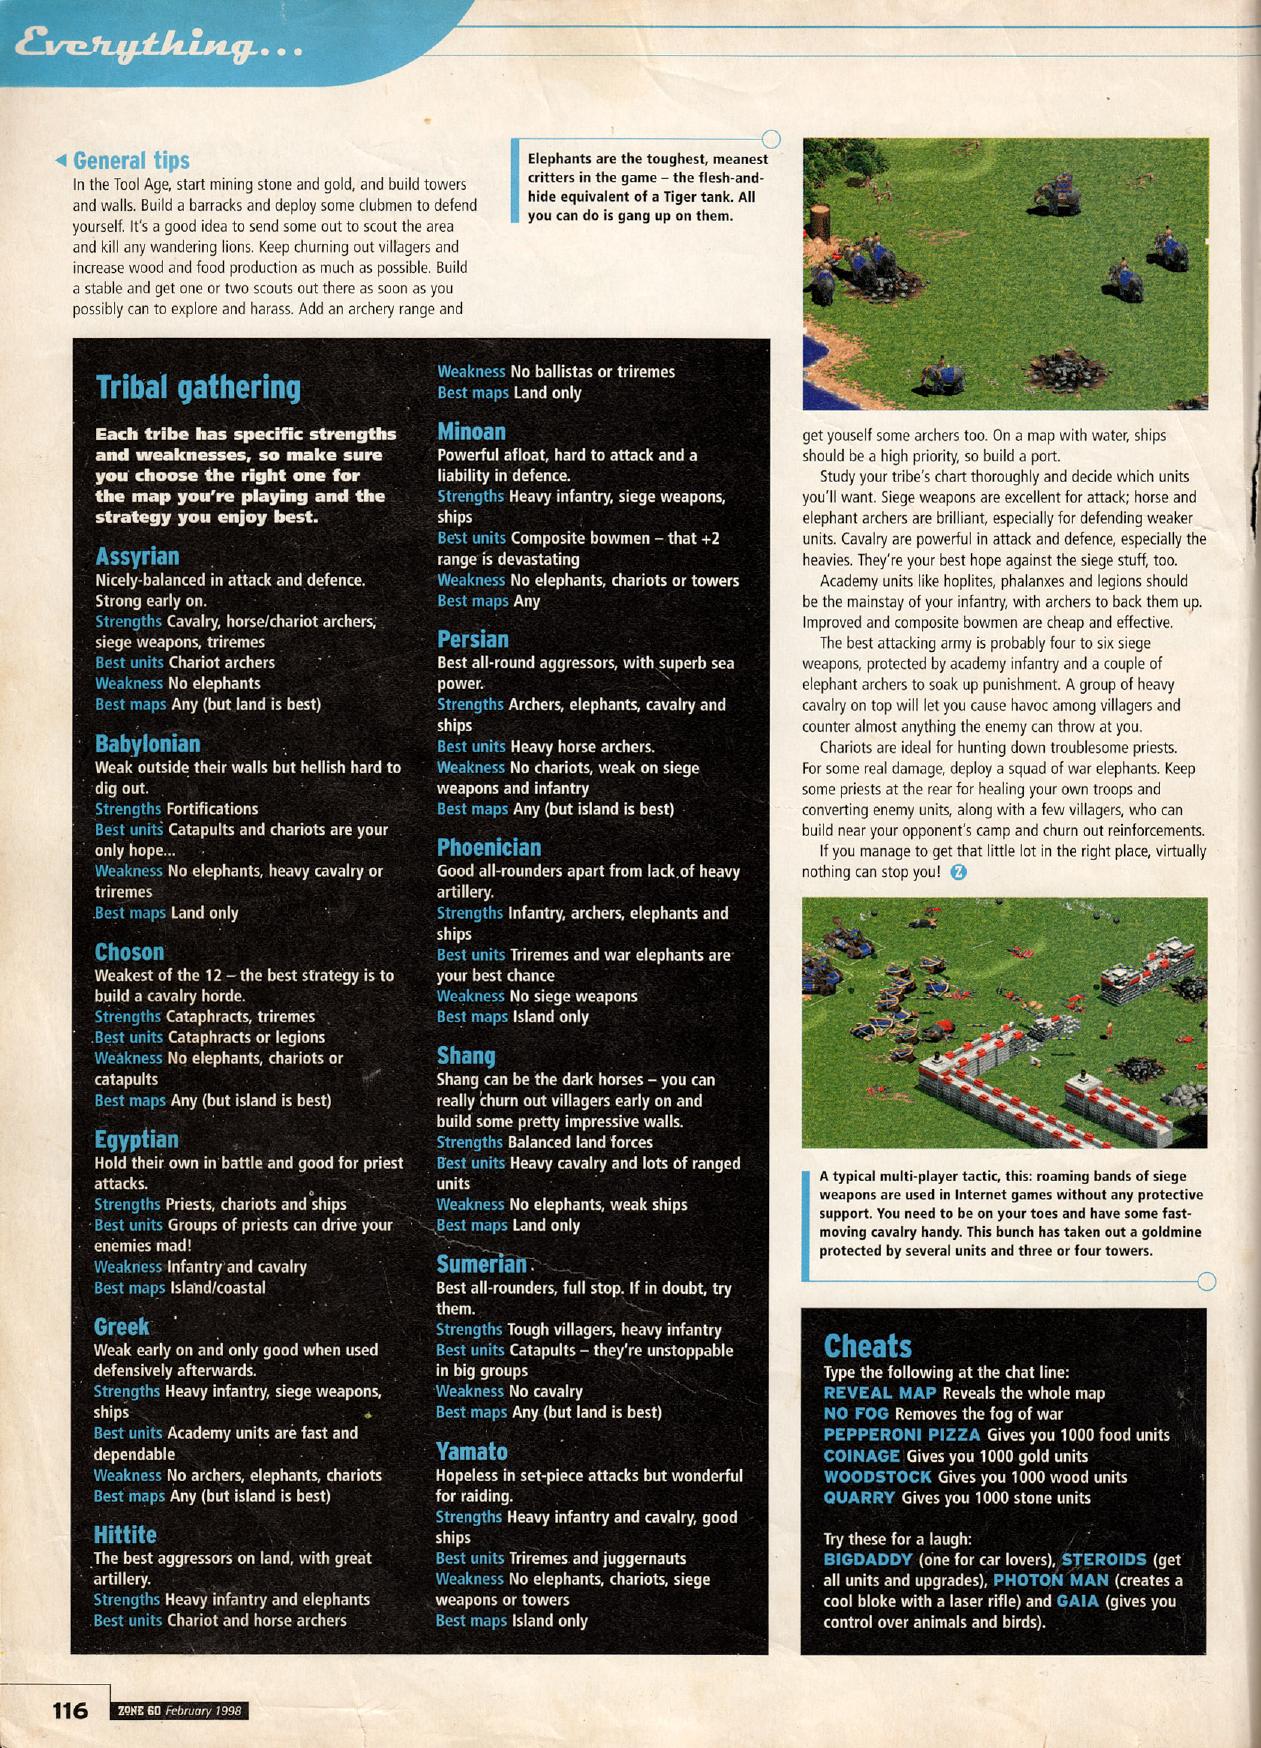 Everything...
General tips
In the Tool Age, start mining stone and gold, and build towers
and walls. Build a barracks and deploy some clubmen to defend
yourself. It's a good idea to send some out to scout the area
and kill any wandering lions. Keep churning out villagers and
increase wood and food production as much as possible. Build
a stable and get one or two scouts out there as soon as you
possibly can to explore and harass. Add an archery range and
Elephants are the toughest, meanest
critters in the game – the flesh-and-
hide equivalent of a Tiger tank. All
you can do is gang up on them.
Tribal gathering
Each tribe has specific strengths
and weaknesses, so make sure
you choose the right one for
the map you're playing and the
strategy you enjoy best.
Assyrian
Nicely-balanced in attack and defence.
Strong early on.
Strengths Cavalry, horse/chariot archers,
siege weapons, triremes
Best units Chariot archers
Weakness No elephants
Best maps Any (but land is best)
Babylonian
Weak outside their walls but hellish hard to
dig out.
Strengths Fortifications
Best units Catapults and chariots are your
only hope...
Weakness No elephants, heavy cavalry or
triremes
Best maps Land only
Choson
Weakest of the 12 – the best strategy is to
build a cavalry horde.
Strengths Cataphracts, triremes
Best units Cataphracts or legions
Weakness No elephants, chariots or
catapults
Best maps Any (but island is best)
Egyptian
Hold their own in battle and good for priest
attacks.
Strengths Priests, chariots and ships
Best units Groups of priests can drive your
enemies mad!
Weakness Infantry and cavalry
Best maps Island/coastal
Greek
Weak early on and only good when used
defensively afterwards.
Strengths Heavy infantry, siege weapons,
ships
Best units Academy units are fast and
dependable
Weakness No archers, elephants, chariots
Best maps Any (but island is best)
Hittite
The best aggressors on land, with great
artillery.
Strengths Heavy infantry and elephants
Best units Chariot and horse archers
Weakness No ballistas or triremes
Best maps Land only
Minoan
Powerful afloat, hard to attack and a
liability in defence.
Strengths Heavy infantry, siege weapons,
ships
Best units Composite bowmen – that +2
range is devastating
Weakness No elephants, chariots or towers
Best maps Any
Persian
Best all-round aggressors, with superb sea
power.
Strengths Archers, elephants, cavalry and
ships
Best units Heavy horse archers.
Weakness No chariots, weak on siege
weapons and infantry
Best maps Any (but island is best)
Phoenician
Good all-rounders apart from lack of heavy
artillery.
Strengths Infantry, archers, elephants and
ships
Best units Triremes and war elephants are
your best chance
Weakness No siege weapons
Best maps Island only
Shang
Shang can be the dark horses – you can
really churn out villagers early on and
build some pretty impressive walls.
Strengths Balanced land forces
Best units Heavy cavalry and lots of ranged
units
Weakness No elephants, weak ships
Best maps Land only
Sumerian
Best all-rounders, full stop. If in doubt, try
them.
Strengths Tough villagers, heavy infantry
Best units Catapults – they're unstoppable
in big groups
Weakness No cavalry
Best maps Any (but land is best)
Yamato
Hopeless in set-piece attacks but wonderful
for raiding.
Strengths Heavy infantry and cavalry, good
ships
Best units Triremes and juggernauts
Weakness No elephants, chariots, siege
weapons or towers
Best maps Island only
get youself some archers too. On a map with water, ships
should be a high priority, so build a port.
Study your tribe's chart thoroughly and decide which units
you'll want. Siege weapons are excellent for attack; horse and
elephant archers are brilliant, especially for defending weaker
units. Cavalry are powerful in attack and defence, especially the
heavies. They're your best hope against the siege stuff, too.
Academy units like hoplites, phalanxes and legions should
be the mainstay of your infantry, with archers to back them up.
Improved and composite bowmen are cheap and effective.
The best attacking army is probably four to six siege
weapons, protected by academy infantry and a couple of
elephant archers to soak up punishment. A group of heavy
cavalry on top will let you cause havoc among villagers and
counter almost anything the enemy can throw at you.
Chariots are ideal for hunting down troublesome priests.
For some real damage, deploy a squad of war elephants. Keep
some priests at the rear for healing your own troops and
converting enemy units, along with a few villagers, who can
build near your opponent's camp and churn out reinforcements.
If you manage to get that little lot in the right place, virtually
nothing can stop you! Z
A typical multi-player tactic, this: roaming bands of siege
weapons are used in Internet games without any protective
support. You need to be on your toes and have some fast-
moving cavalry handy. This bunch has taken out a goldmine
protected by several units and three or four towers.
Cheats
Type the following at the chat line:
REVEAL MAP Reveals the whole map
NO FOG Removes the fog of war
PEPPERONI PIZZA Gives you 1000 food units
COINAGE Gives you 1000 gold units
WOODSTOCK Gives you 1000 wood units
QUARRY Gives you 1000 stone units
Try these for a laugh:
BIGDADDY (one for car lovers), STEROIDS (get
all units and upgrades), PHOTON MAN (creates a
cool bloke with a laser rifle) and GAIA (gives you
control over animals and birds).
116 ZONE 60 February 1998